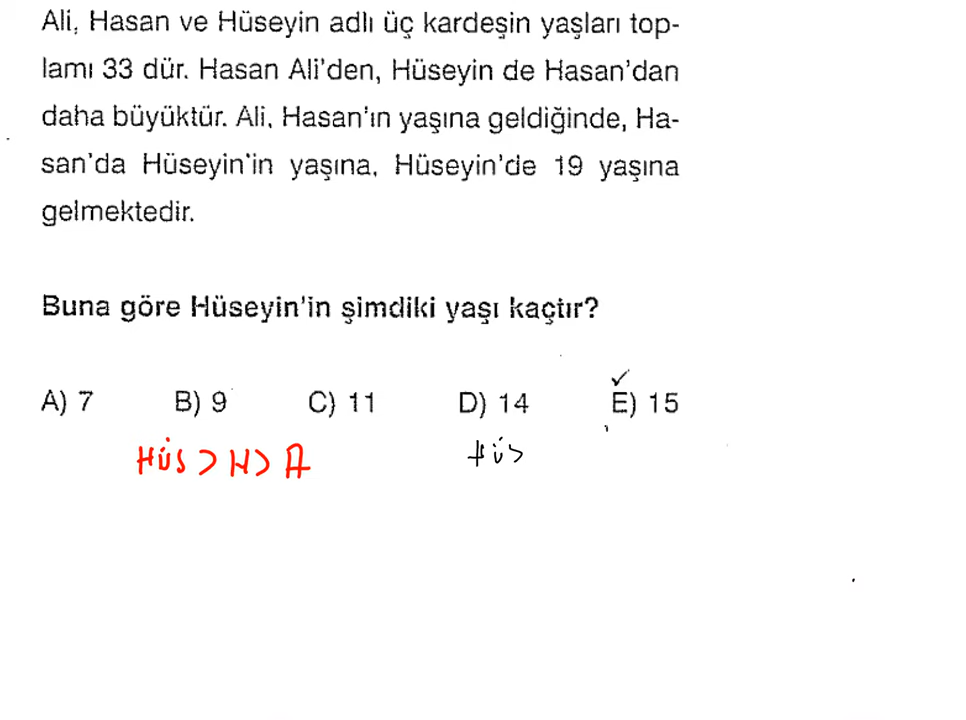 Ali, Hasan ve Hüseyin adlı üç kardeşin yaşları top-
lamı 33 dür. Hasan Ali'den, Hüseyin de Hasan'dan
daha büyüktür. Ali, Hasan'ın yaşına geldiğinde, Ha-
san'da Hüseyin'in yaşına, Hüseyin'de 19 yaşına
gelmektedir.
Buna göre Hüseyin'in şimdiki yaşı kaçtır?
A) 7 B) 9 C) 11 D) 14 E) 15
HÜS > H > A HÜS